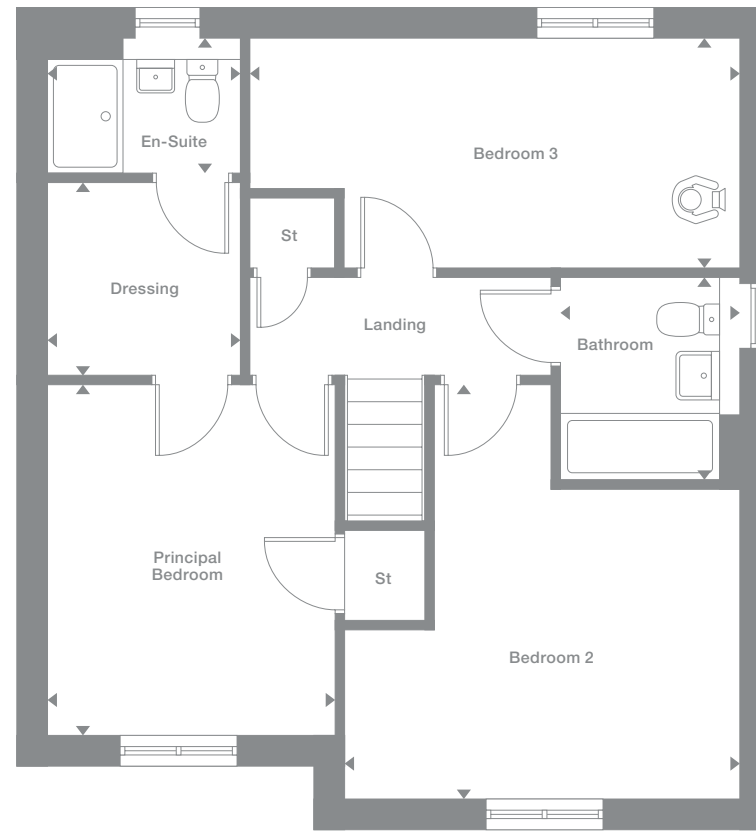 En-Suite
Bedroom 3
St
Dressing
Landing
Bathroom
Principal
Bedroom
St
Bedroom 2